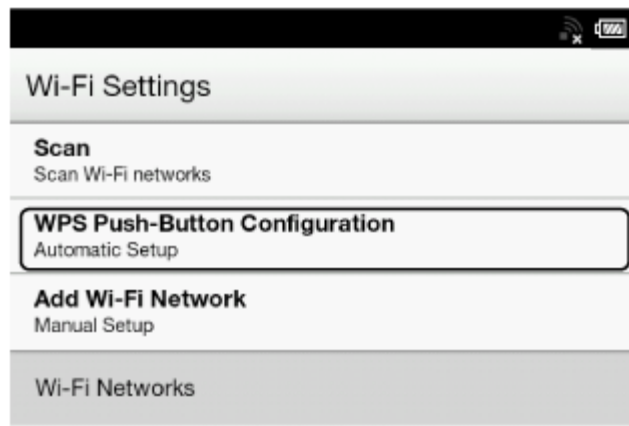 Wi-Fi Settings
Scan
Scan Wi-Fi networks
WPS Push-Button Configuration
Automatic Setup
Add Wi-Fi Network
Manual Setup
Wi-Fi Networks